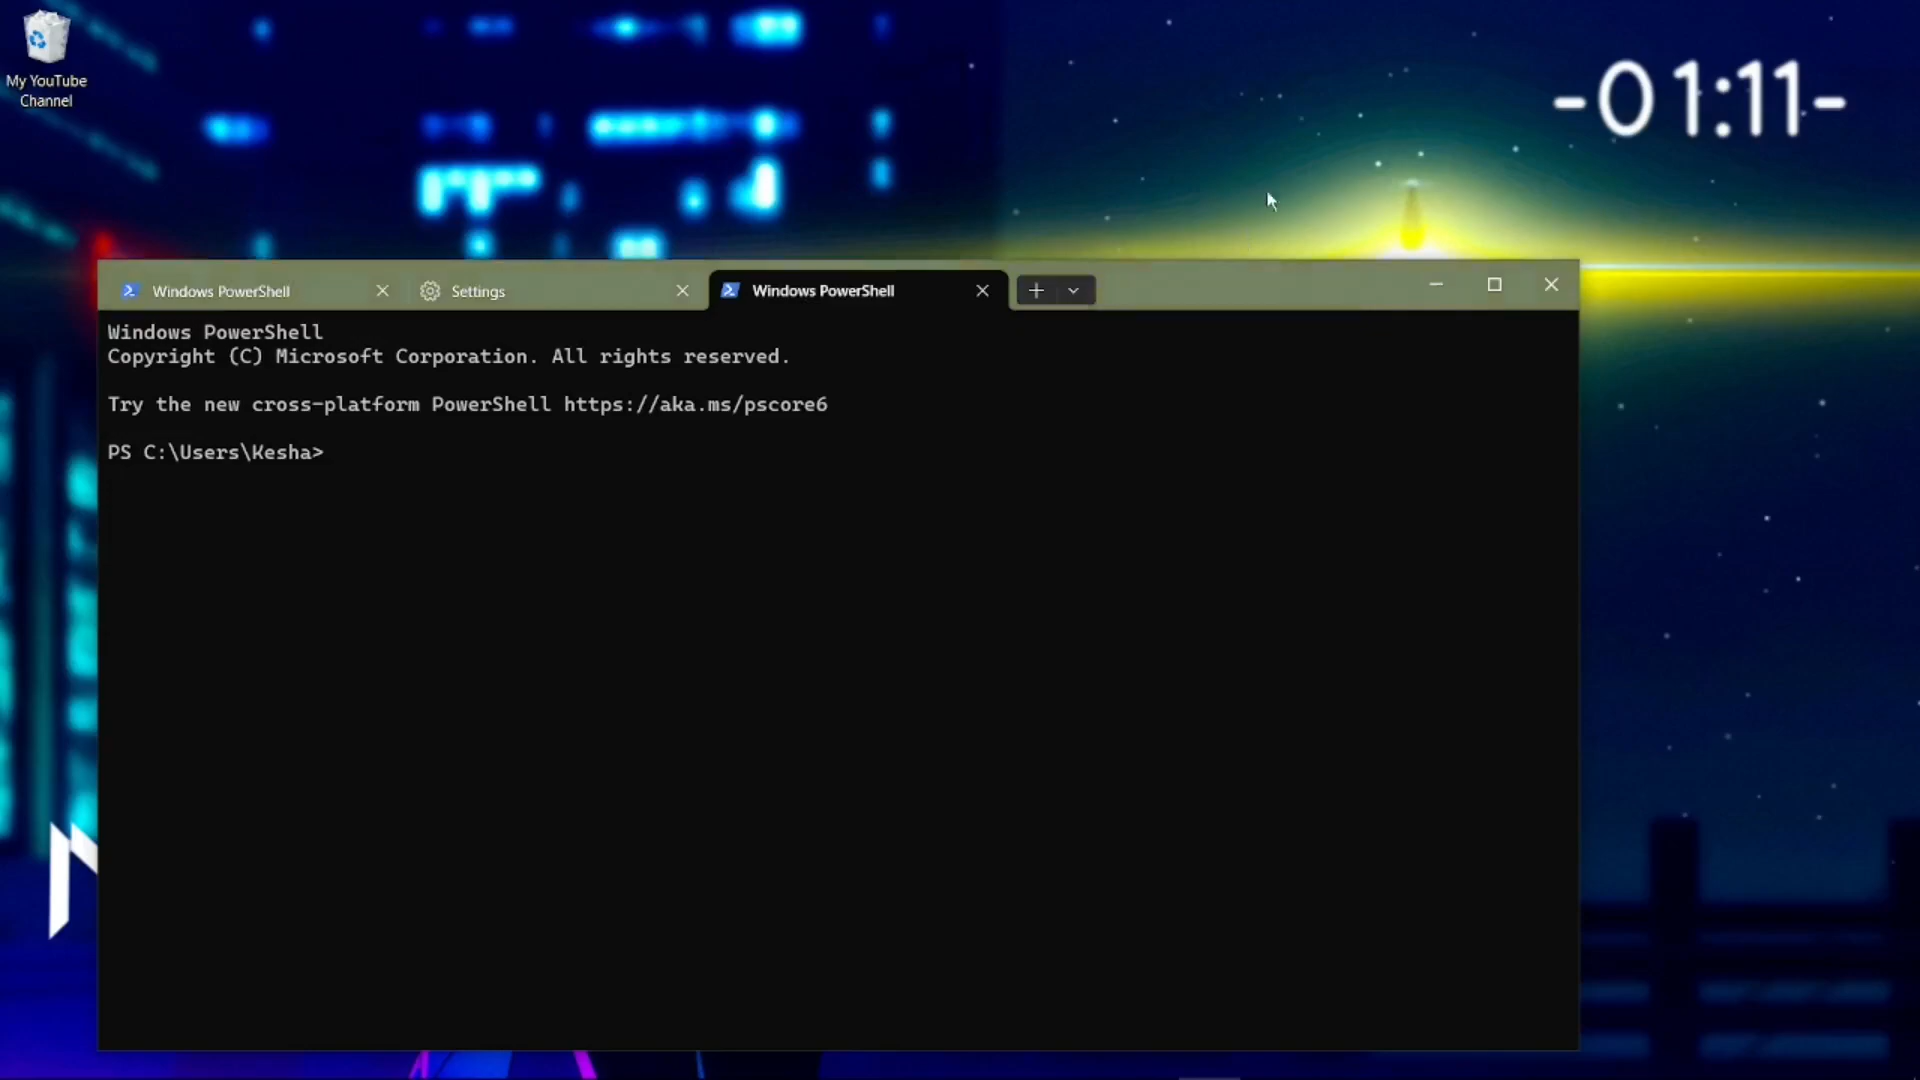 My YouTube
Channel
-01:11-
Windows PowerShell
Settings
Windows PowerShell
Windows PowerShell
Copyright (C) Microsoft Corporation. All rights reserved.
Try the new cross-platform PowerShell https://aka.ms/pscore6
PS C:\Users\Kesha>